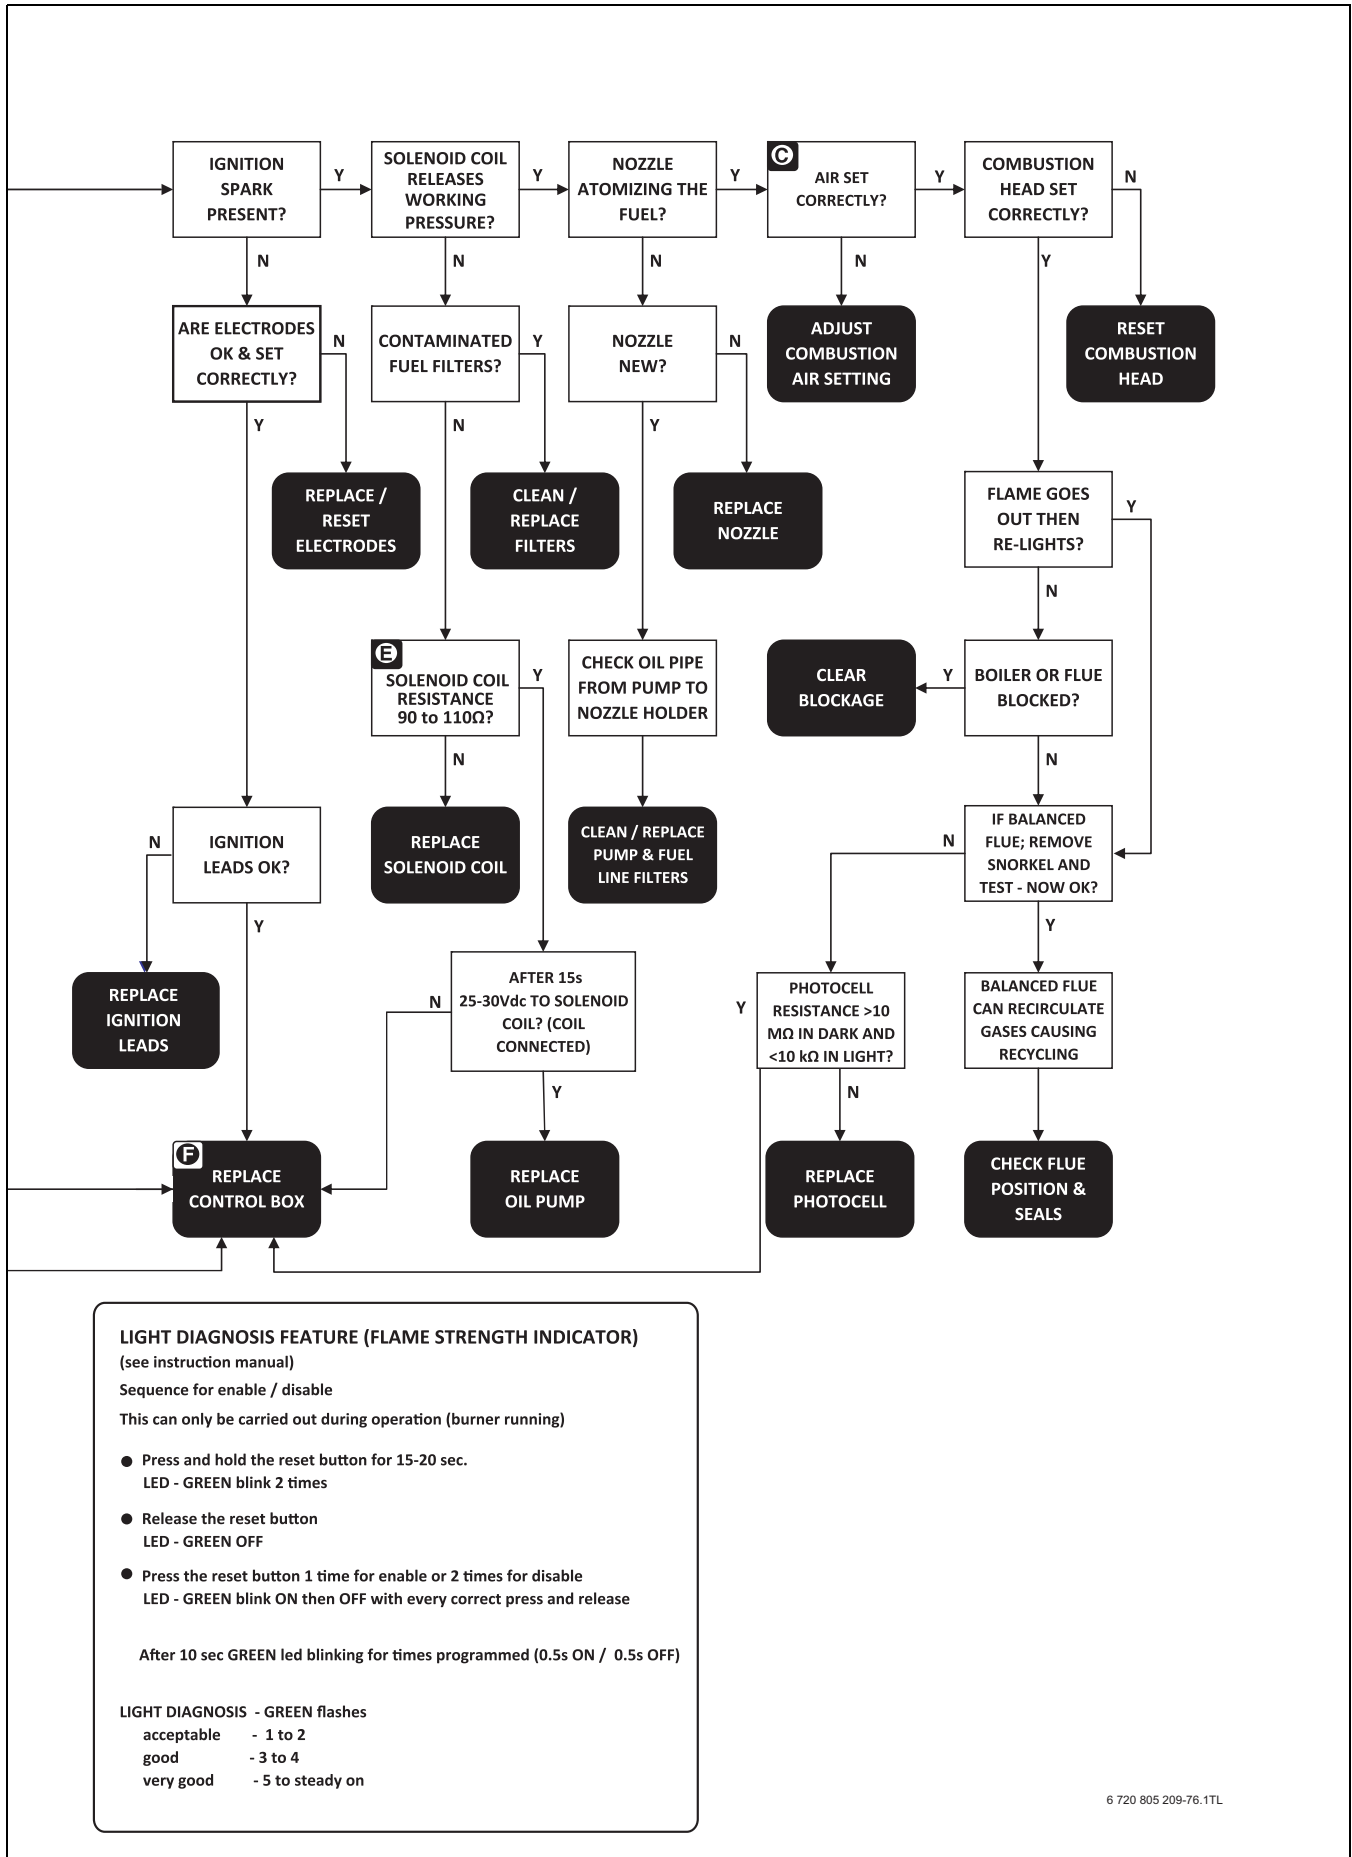 IGNITION
SPARK
PRESENT?
Y
SOLENOID COIL
RELEASES
WORKING
PRESSURE?
Y
NOZZLE
ATOMIZING THE
FUEL?
Y
C
AIR SET
CORRECTLY?
Y
COMBUSTION
HEAD SET
CORRECTLY?
N
N
N
N
N
Y
ARE ELECTRODES
OK & SET
CORRECTLY?
N
CONTAMINATED
FUEL FILTERS?
Y
NOZZLE
NEW?
N
ADJUST
COMBUSTION
AIR SETTING
RESET
COMBUSTION
HEAD
Y
N
Y
REPLACE /
RESET
ELECTRODES
CLEAN /
REPLACE
FILTERS
REPLACE
NOZZLE
FLAME GOES
OUT THEN
RE-LIGHTS?
Y
N
E
SOLENOID COIL
RESISTANCE
90 to 110Ω?
Y
CHECK OIL PIPE
FROM PUMP TO
NOZZLE HOLDER
CLEAR
BLOCKAGE
Y
BOILER OR FLUE
BLOCKED?
N
N
N
IGNITION
LEADS OK?
REPLACE
SOLENOID COIL
CLEAN / REPLACE
PUMP & FUEL
LINE FILTERS
N
IF BALANCED
FLUE; REMOVE
SNORKEL AND
TEST - NOW OK?
Y
Y
REPLACE
IGNITION
LEADS
N
AFTER 15s
25-30Vdc TO SOLENOID
COIL? (COIL
CONNECTED)
Y
PHOTOCELL
RESISTANCE >10
MΩ IN DARK AND
<10 kΩ IN LIGHT?
BALANCED FLUE
CAN RECIRCULATE
GASES CAUSING
RECYCLING
Y
N
F
REPLACE
CONTROL BOX
REPLACE
OIL PUMP
REPLACE
PHOTOCELL
CHECK FLUE
POSITION &
SEALS
LIGHT DIAGNOSIS FEATURE (FLAME STRENGTH INDICATOR)
(see instruction manual)
Sequence for enable / disable
This can only be carried out during operation (burner running)
● Press and hold the reset button for 15-20 sec.
LED - GREEN blink 2 times
● Release the reset button
LED - GREEN OFF
● Press the reset button 1 time for enable or 2 times for disable
LED - GREEN blink ON then OFF with every correct press and release
After 10 sec GREEN led blinking for times programmed (0.5s ON / 0.5s OFF)
LIGHT DIAGNOSIS - GREEN flashes
acceptable - 1 to 2
good - 3 to 4
very good - 5 to steady on
6 720 805 209-76.1TL